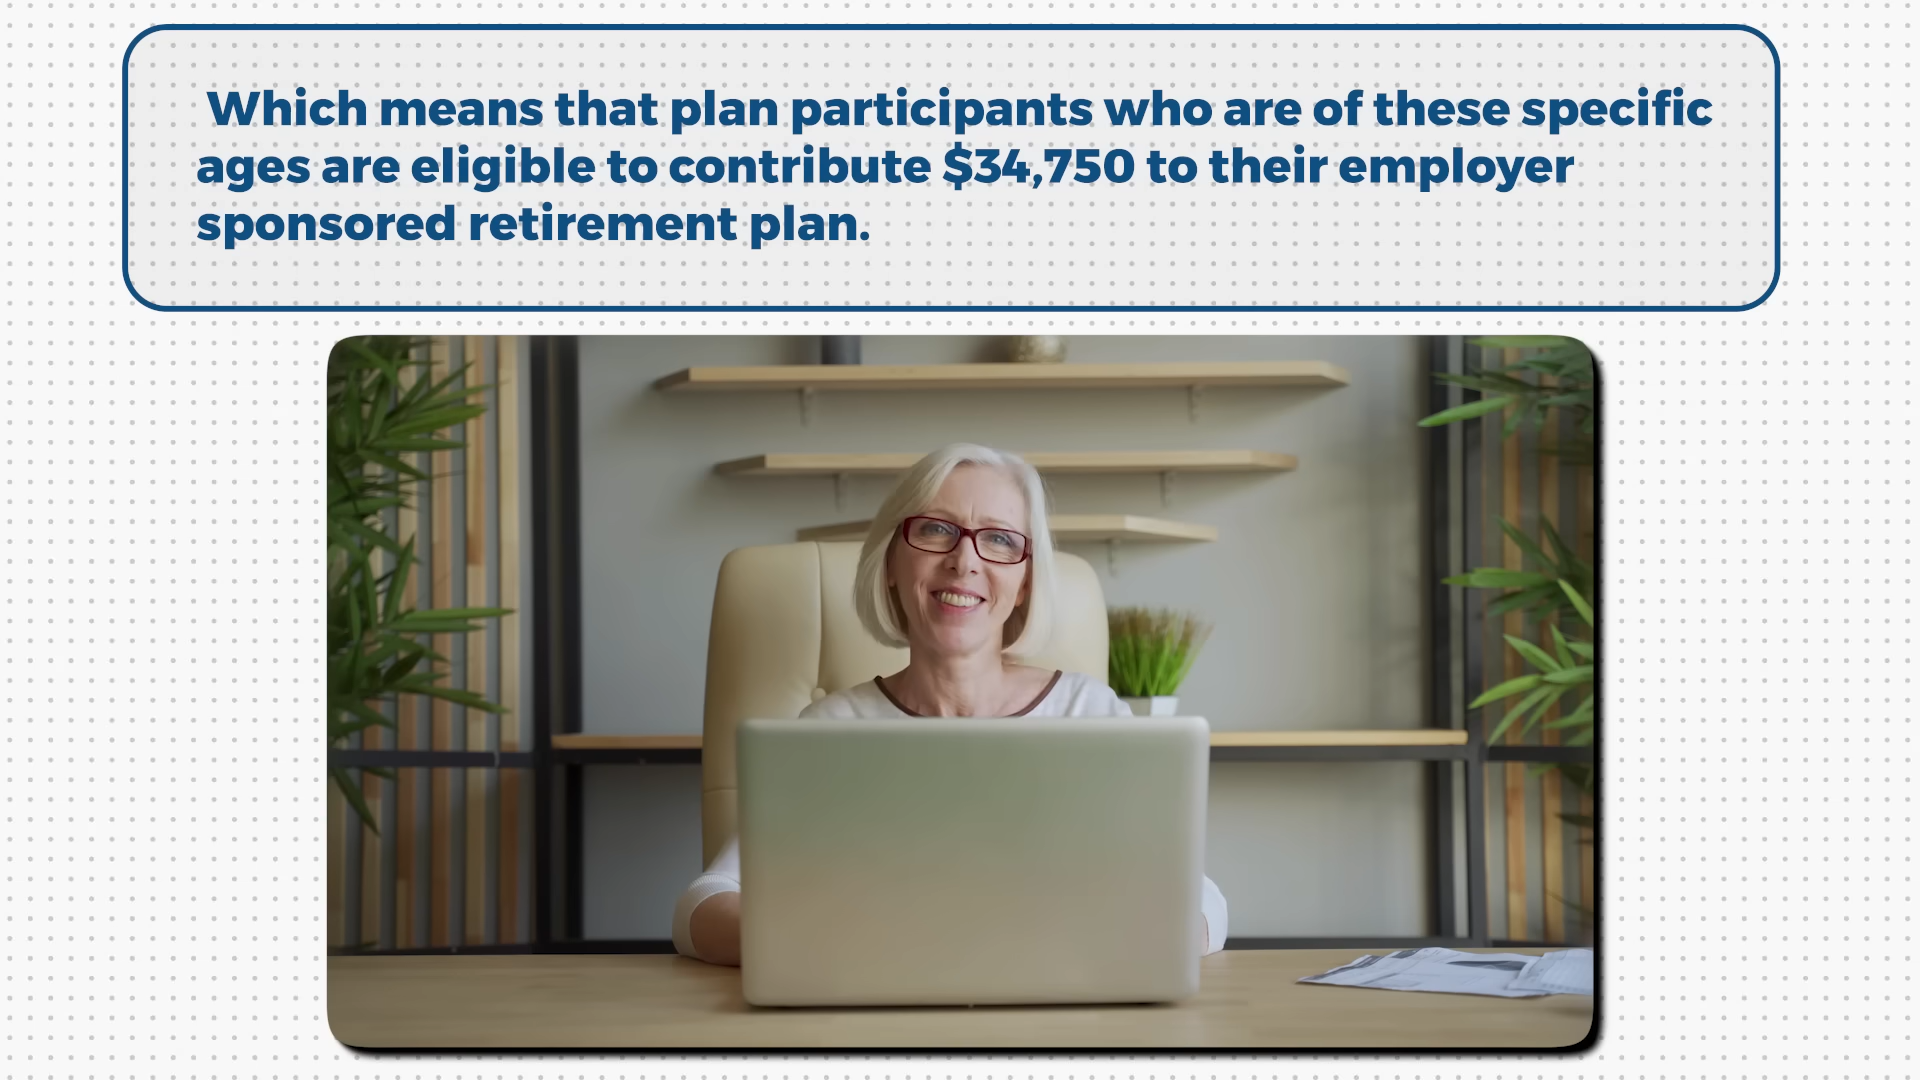 Which means that plan participants who are of these specific
ages are eligible to contribute $34,750 to their employer
sponsored retirement plan.